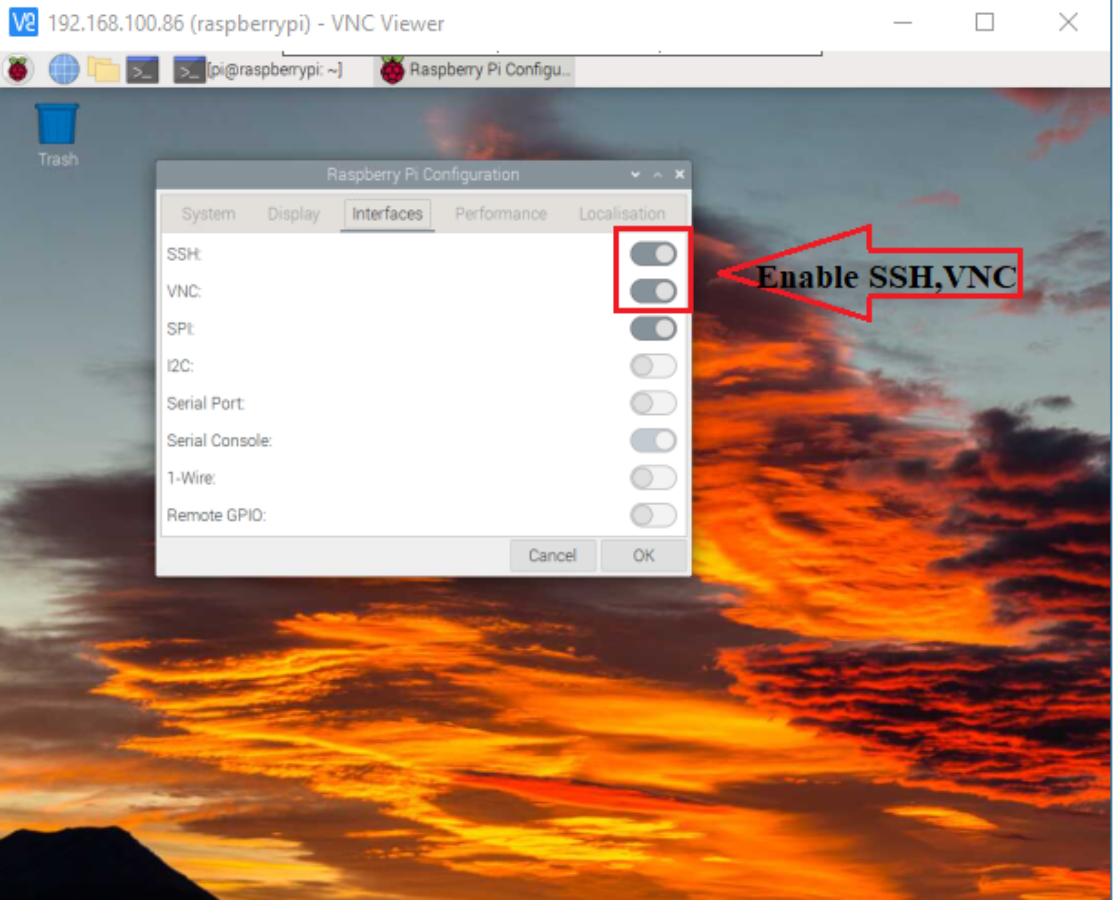 V2 192.168.100.86 (raspberrypi) - VNC Viewer
[pi@raspberrypi: ~] Raspberry Pi Configu...
Trash
Raspberry Pi Configuration
System Display Interfaces Performance Localisation
SSH:
VNC:
SPI:
I2C:
Serial Port:
Serial Console:
1-Wire:
Remote GPIO:
Cancel OK
Enable SSH,VNC